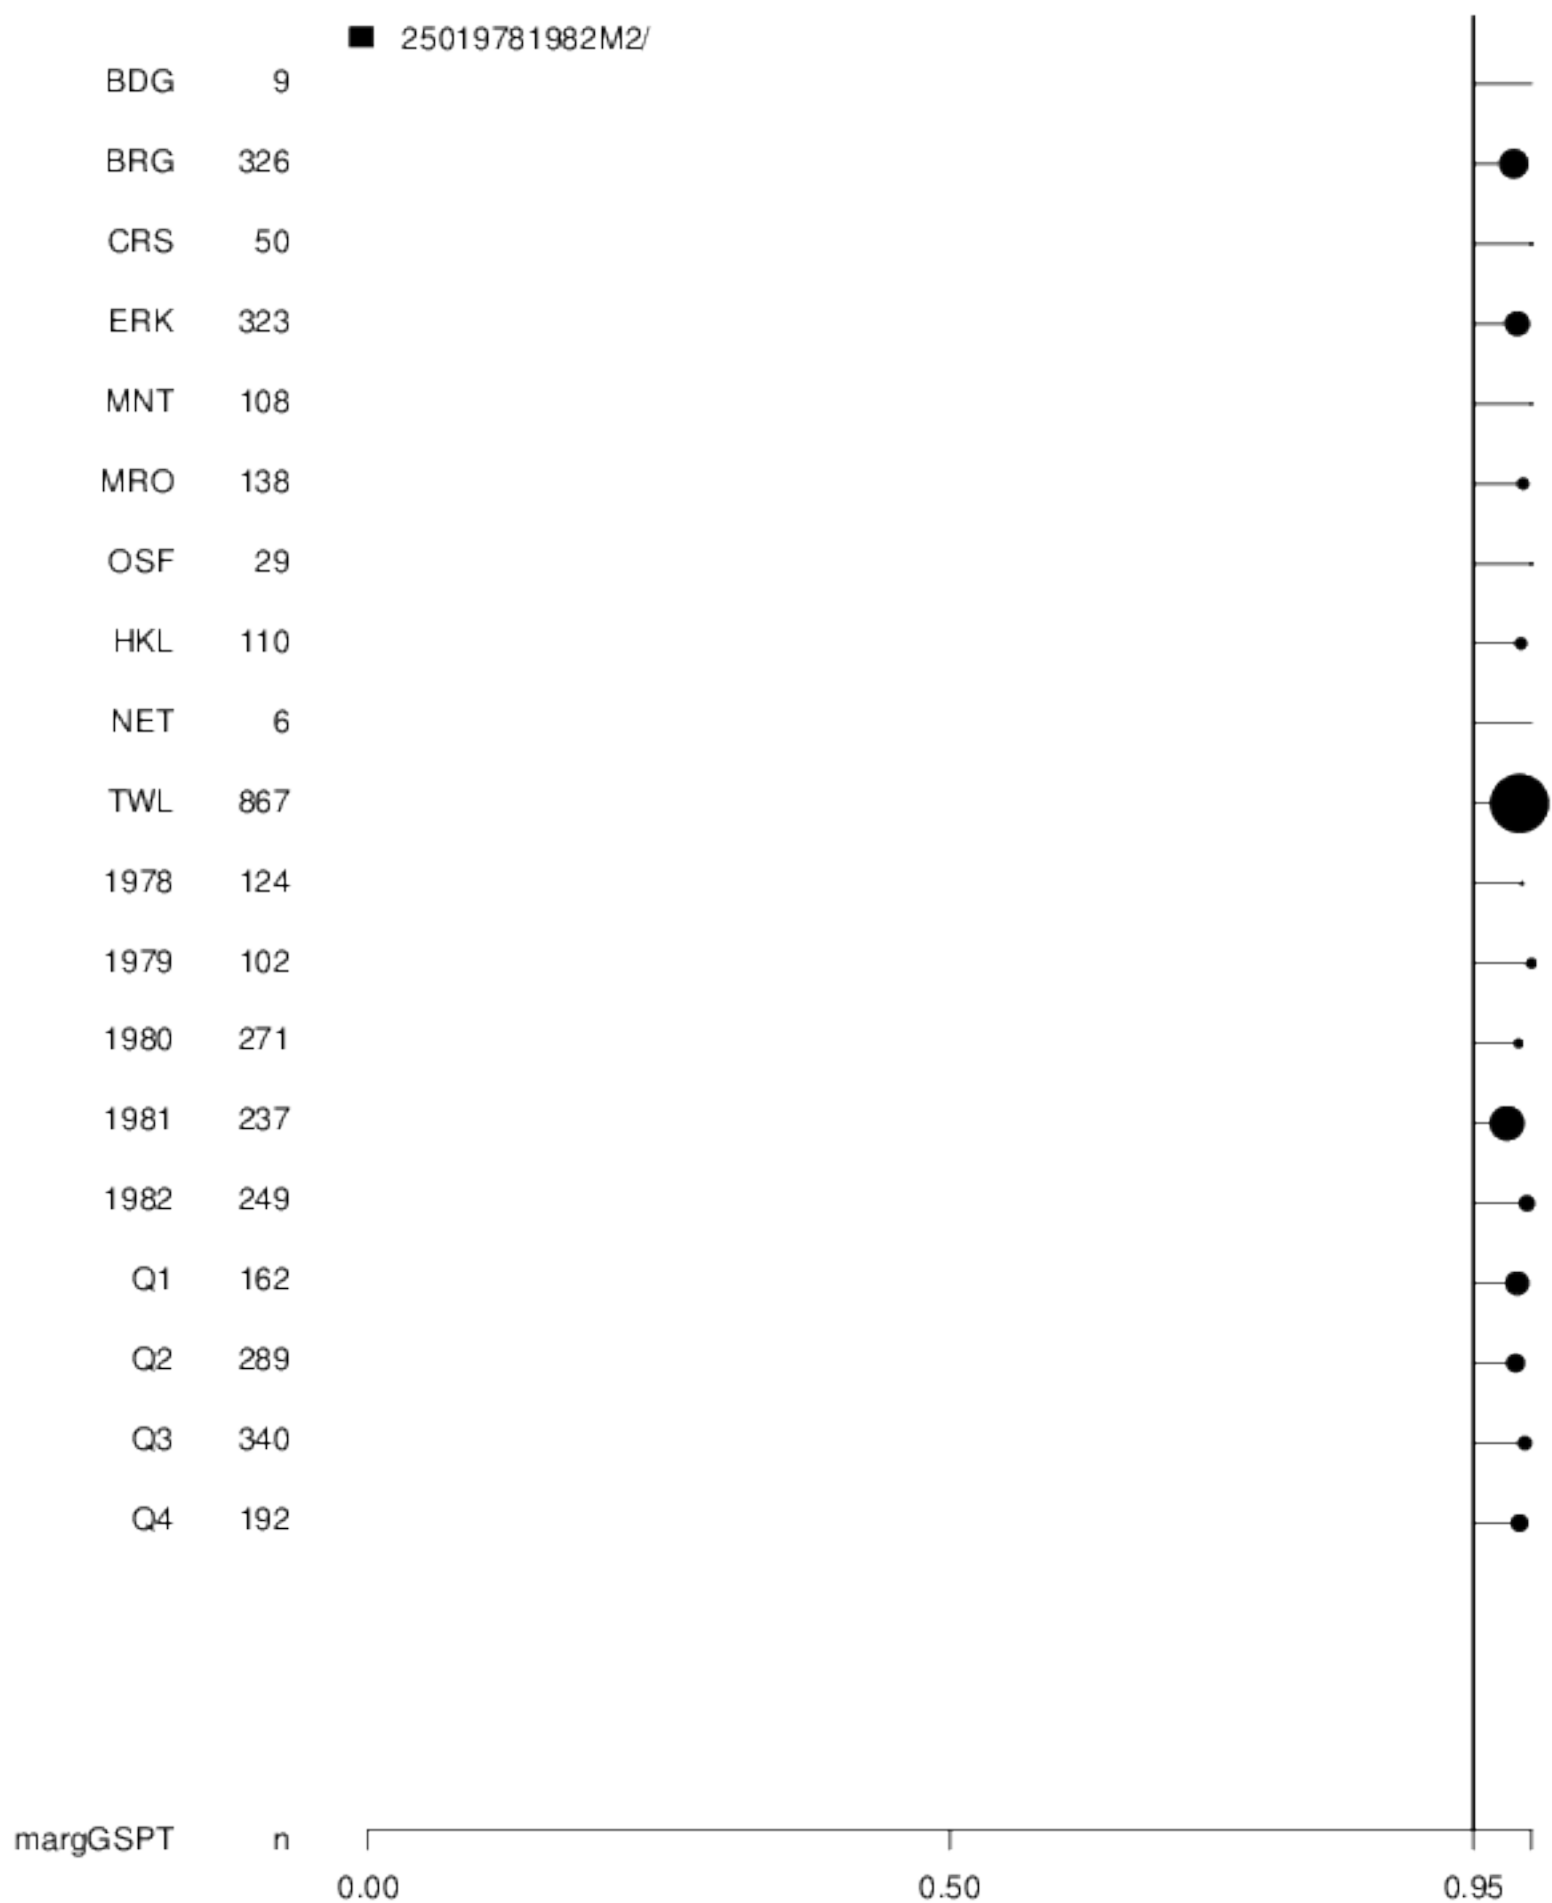 25019781982M2/
BDG 9
BRG 326
CRS 50
ERK 323
MNT 108
MRO 138
OSF 29
HKL 110
NET 6
TWL 867
1978 124
1979 102
1980 271
1981 237
1982 249
Q1 162
Q2 289
Q3 340
Q4 192
margGSPT n
0.00 0.50 0.95